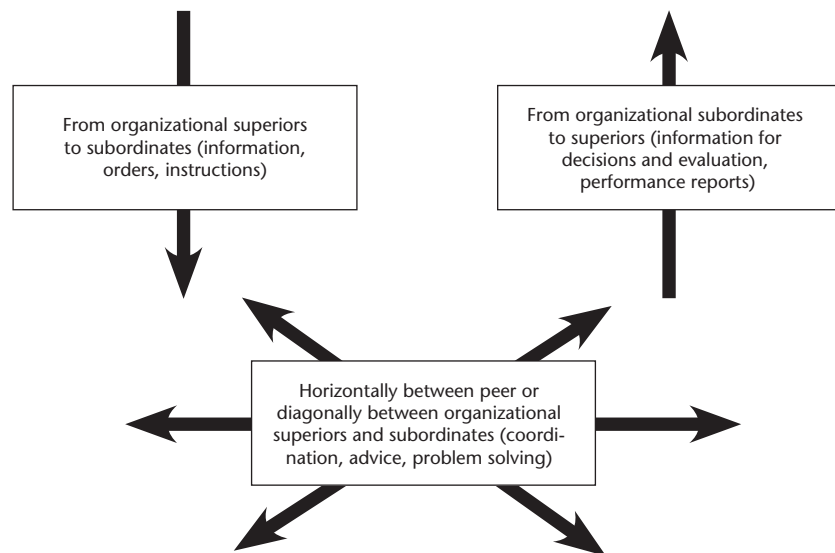 From organizational superiors
to subordinates (information,
orders, instructions)
From organizational subordinates
to superiors (information for
decisions and evaluation,
performance reports)
Horizontally between peer or
diagonally between organizational
superiors and subordinates (coordi-
nation, advice, problem solving)